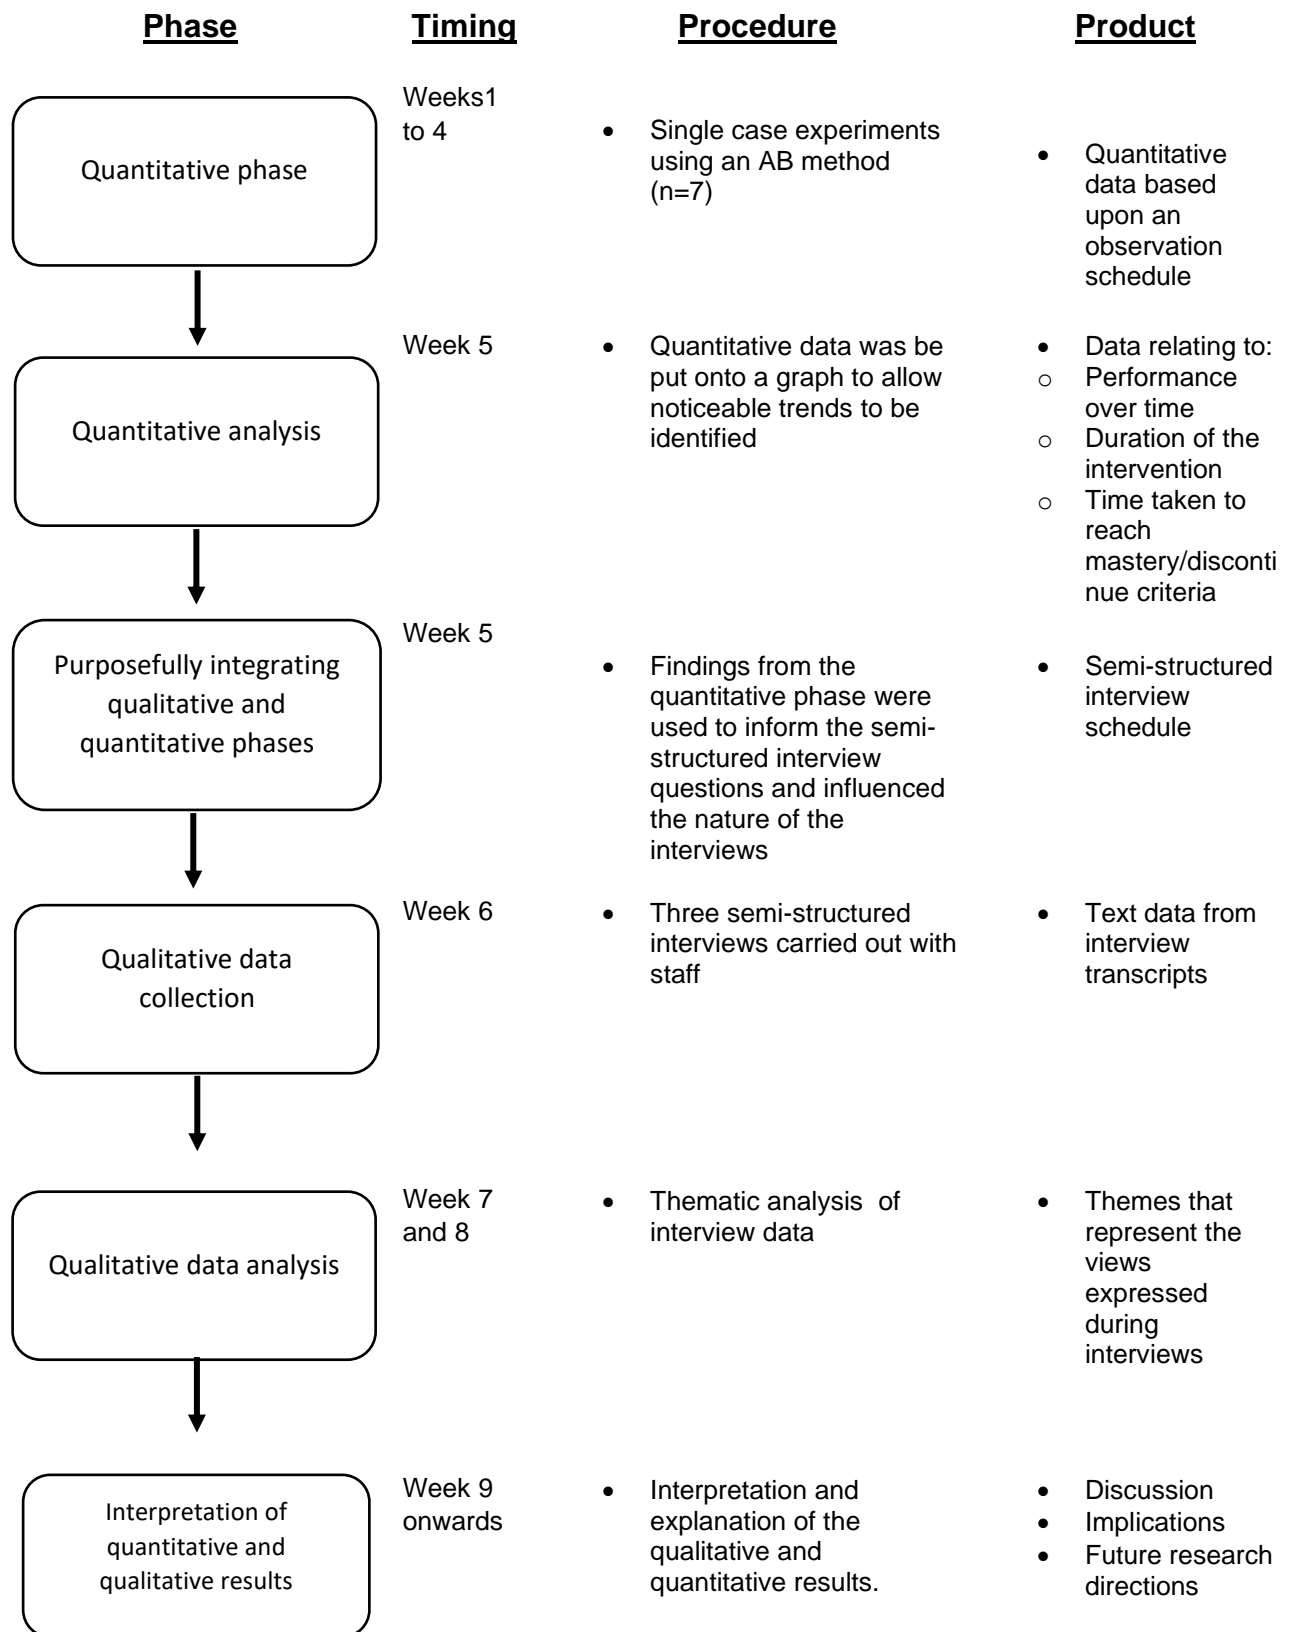 Phase
Timing
Procedure
Product
Quantitative phase
Weeks1
to 4
• Single case experiments
using an AB method
(n=7)
• Quantitative
data based
upon an
observation
schedule
Quantitative analysis
Week 5
• Quantitative data was be
put onto a graph to allow
noticeable trends to be
identified
• Data relating to:
o Performance
over time
o Duration of the
intervention
o Time taken to
reach
mastery/disconti
nue criteria
Purposefully integrating
qualitative and
quantitative phases
Week 5
• Findings from the
quantitative phase were
used to inform the semi-
structured interview
questions and influenced
the nature of the
interviews
• Semi-structured
interview
schedule
Qualitative data
collection
Week 6
• Three semi-structured
interviews carried out with
staff
• Text data from
interview
transcripts
Qualitative data analysis
Week 7
and 8
• Thematic analysis  of
interview data
• Themes that
represent the
views
expressed
during
interviews
Interpretation of
quantitative and
qualitative results
Week 9
onwards
• Interpretation and
explanation of the
qualitative and
quantitative results.
• Discussion
• Implications
• Future research
directions